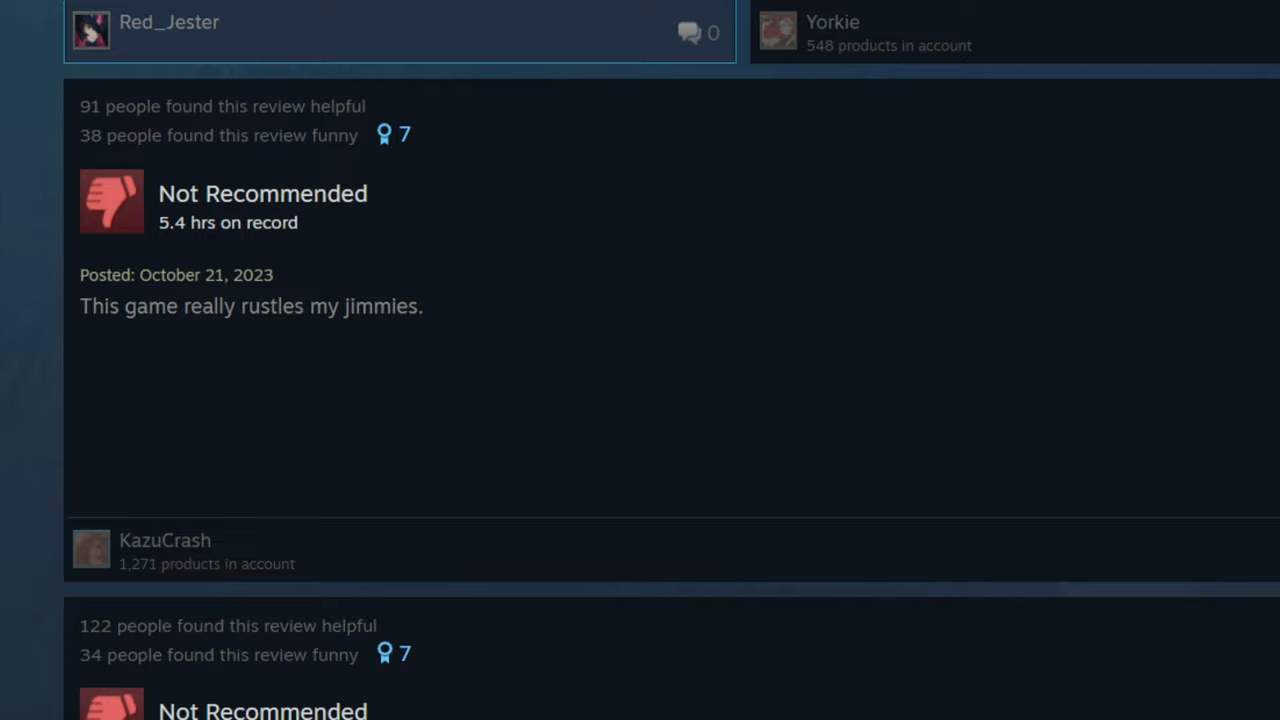 Red_Jester
0
Yorkie
548 products in account
91 people found this review helpful
38 people found this review funny 7
Not Recommended
5.4 hrs on record
Posted: October 21, 2023
This game really rustles my jimmies.
KazuCrash
1,271 products in account
122 people found this review helpful
34 people found this review funny 7
Not Recommended